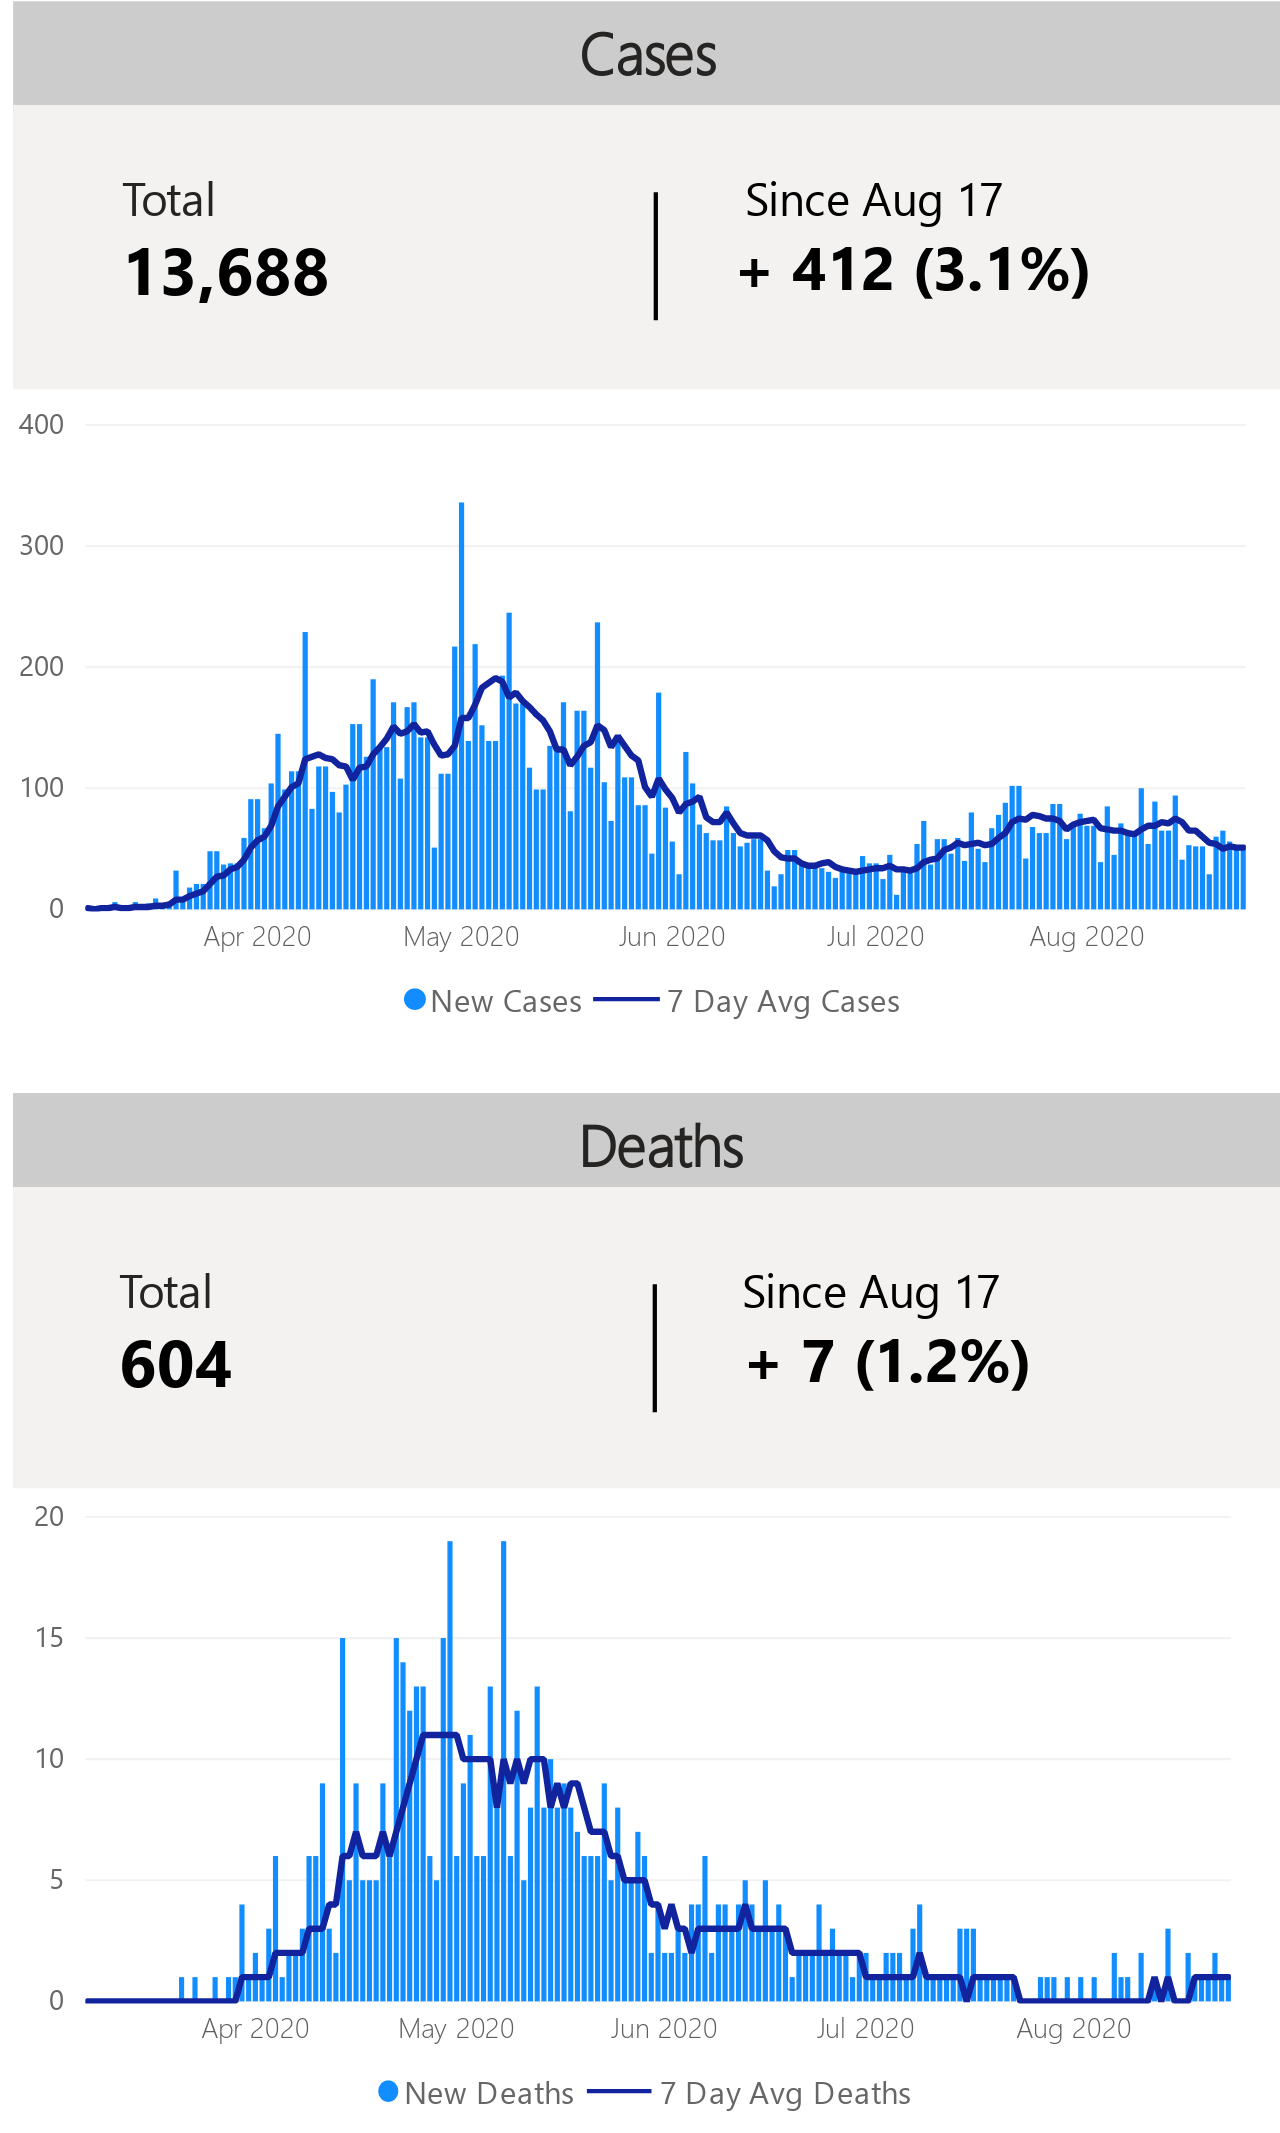 Cases
Total
13,688
Since Aug 17
+ 412 (3.1%)
400
300
200
100
0
Apr 2020
May 2020
Jun 2020
Jul 2020
Aug 2020
New Cases
7 Day Avg Cases
Deaths
Total
604
Since Aug 17
+ 7 (1.2%)
20
15
10
5
0
Apr 2020
May 2020
Jun 2020
Jul 2020
Aug 2020
New Deaths
7 Day Avg Deaths